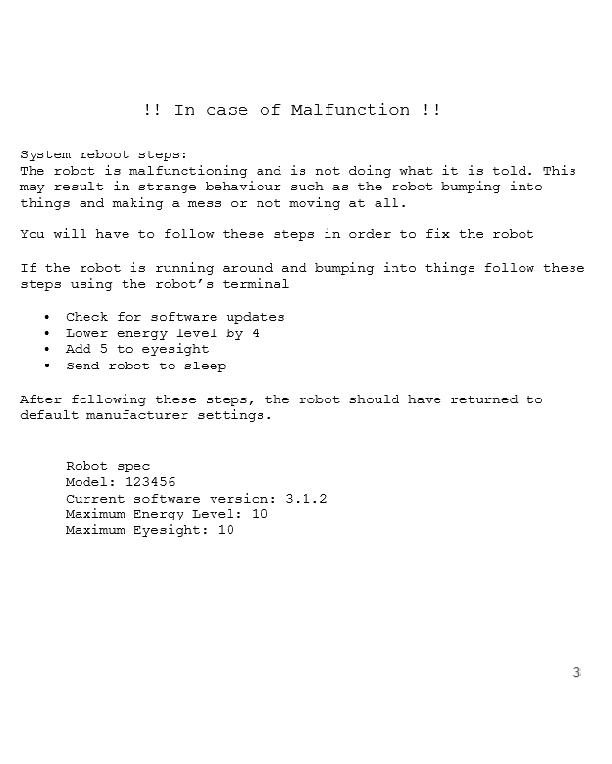 !! In case of Malfunction !!
System reboot steps:
The robot is malfunctioning and is not doing what it is told. This
may result in strange behaviour such as the robot bumping into
things and making a mess or not moving at all.
You will have to follow these steps in order to fix the robot
If the robot is running around and bumping into things follow these
steps using the robot’s terminal
• Check for software updates
• Lower energy level by 4
• Add 5 to eyesight
• Send robot to sleep
After following these steps, the robot should have returned to
default manufacturer settings.
Robot spec
Model: 123456
Current software version: 3.1.2
Maximum Energy Level: 10
Maximum Eyesight: 10
3